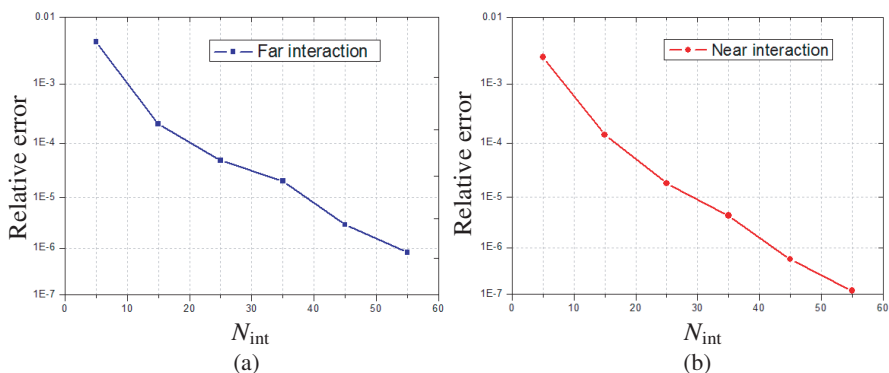 0.01
Far interaction
1E-3
1E-4
1E-5
1E-6
1E-7
Relative error
0 10 20 30 40 50 60
N_int
(a)
0.01
Near interaction
1E-3
1E-4
1E-5
1E-6
1E-7
Relative error
0 10 20 30 40 50 60
N_int
(b)